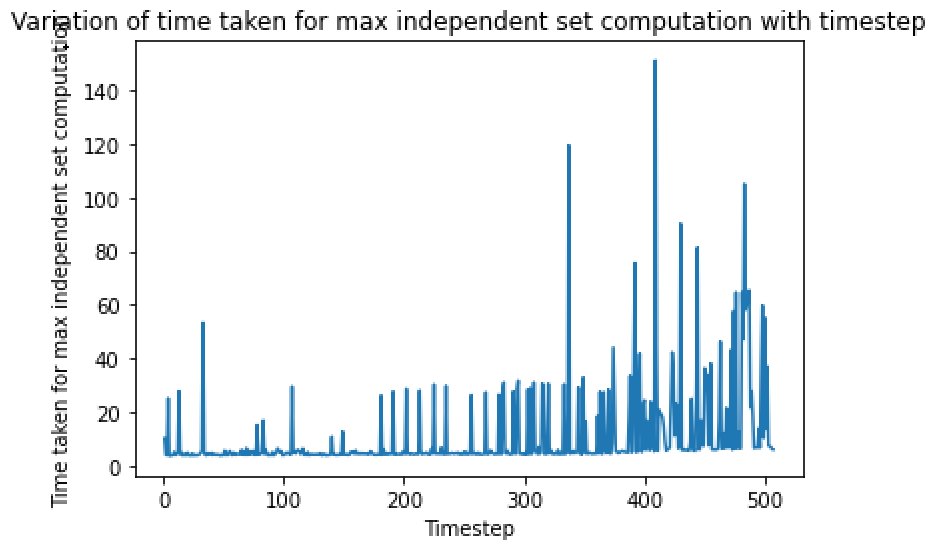 Variation of time taken for max independent set computation with timestep
Time taken for max independent set computation
140
120
100
80
60
40
20
0
0 100 200 300 400 500
Timestep